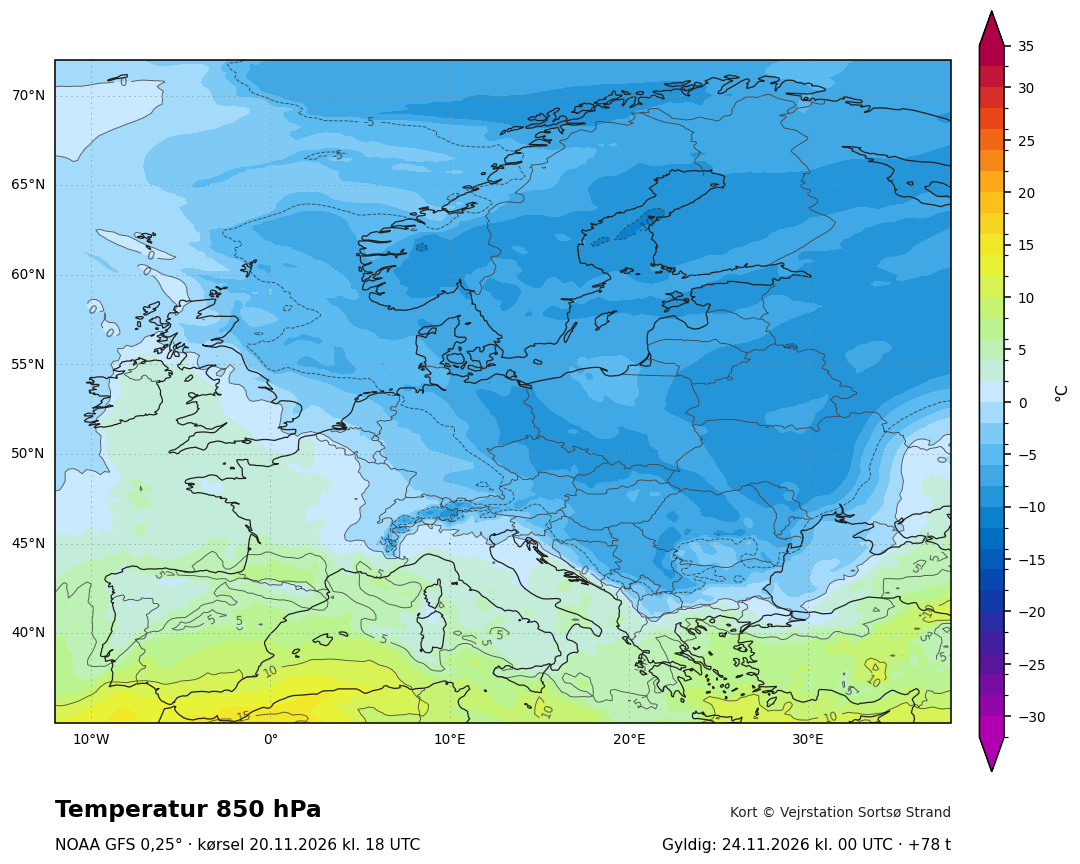 70°N
65°N
60°N
55°N
50°N
45°N
40°N
10°W
0°
10°E
20°E
30°E
35
30
25
20
15
10
5
0
−5
−10
−15
−20
−25
−30
°C
Temperatur 850 hPa
Kort © Vejrstation Sortsø Strand
NOAA GFS 0,25° · kørsel 20.11.2026 kl. 18 UTC
Gyldig: 24.11.2026 kl. 00 UTC · +78 t